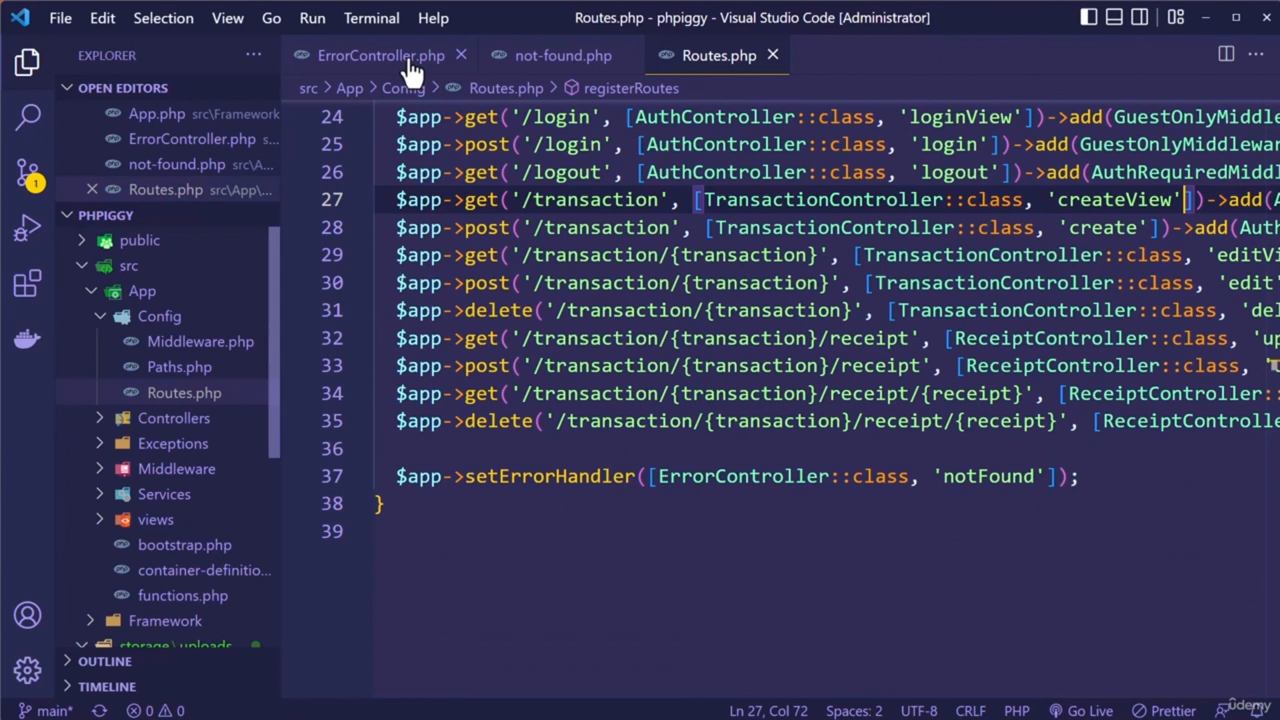 File Edit Selection View Go Run Terminal Help
Routes.php - phpiggy - Visual Studio Code [Administrator]
EXPLORER
OPEN EDITORS
App.php src\Framework
ErrorController.php s...
not-found.php src\A...
Routes.php src\App\...
PHPIGGY
public
src
App
Config
Middleware.php
Paths.php
Routes.php
Controllers
Exceptions
Middleware
Services
views
bootstrap.php
container-definitio...
functions.php
Framework
storage\uploads
OUTLINE
TIMELINE
1
ErrorController.php
not-found.php
Routes.php
src > App > Config > Routes.php > registerRoutes
24 $app->get('/login', [AuthController::class, 'loginView'])->add(GuestOnlyMiddle
25 $app->post('/login', [AuthController::class, 'login'])->add(GuestOnlyMiddlewar
26 $app->get('/logout', [AuthController::class, 'logout'])->add(AuthRequiredMiddl
27 $app->get('/transaction', [TransactionController::class, 'createView'])->add(A
28 $app->post('/transaction', [TransactionController::class, 'create'])->add(Auth
29 $app->get('/transaction/{transaction}', [TransactionController::class, 'editVi
30 $app->post('/transaction/{transaction}', [TransactionController::class, 'edit
31 $app->delete('/transaction/{transaction}', [TransactionController::class, 'del
32 $app->get('/transaction/{transaction}/receipt', [ReceiptController::class, 'up
33 $app->post('/transaction/{transaction}/receipt', [ReceiptController::class,
34 $app->get('/transaction/{transaction}/receipt/{receipt}', [ReceiptController::
35 $app->delete('/transaction/{transaction}/receipt/{receipt}', [ReceiptControlle
36
37 $app->setErrorHandler([ErrorController::class, 'notFound']);
38 }
39
main* 0 0
Ln 27, Col 72 Spaces: 2 UTF-8 CRLF PHP Go Live Prettier
udemy